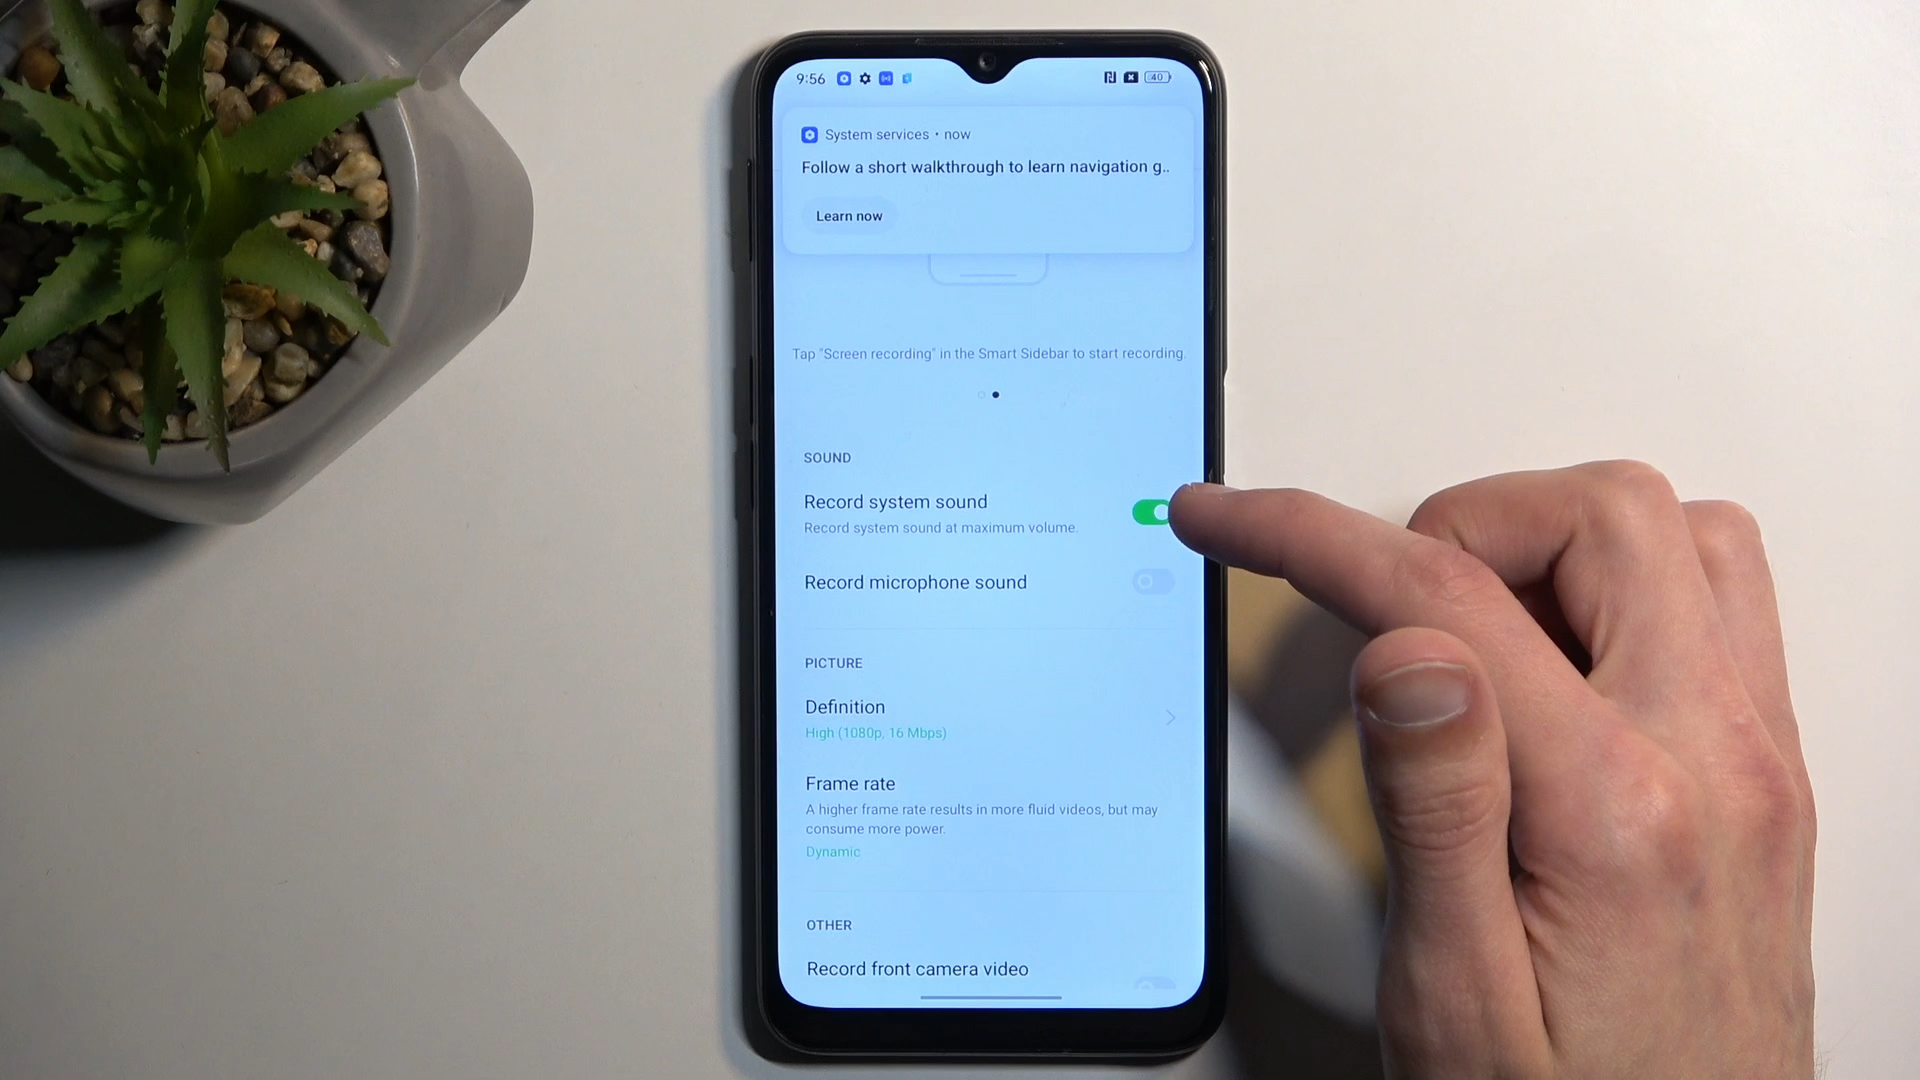 9:56
40
System services • now
Follow a short walkthrough to learn navigation g..
Learn now
Tap "Screen recording" in the Smart Sidebar to start recording.
SOUND
Record system sound
Record system sound at maximum volume.
Record microphone sound
PICTURE
Definition
High (1080p, 16 Mbps)
Frame rate
A higher frame rate results in more fluid videos, but may
consume more power.
Dynamic
OTHER
Record front camera video